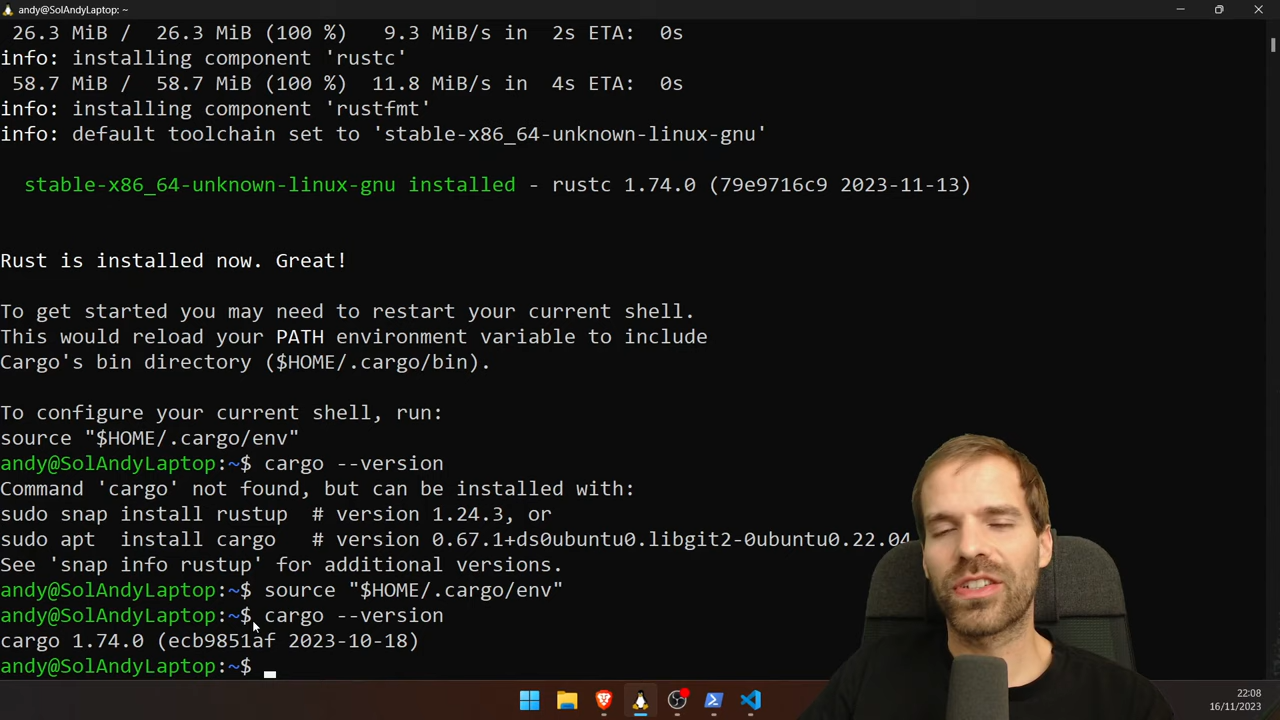 andy@SolAndyLaptop: ~
26.3 MiB /  26.3 MiB (100 %)   9.3 MiB/s in  2s ETA:  0s
info: installing component 'rustc'
58.7 MiB /  58.7 MiB (100 %)  11.8 MiB/s in  4s ETA:  0s
info: installing component 'rustfmt'
info: default toolchain set to 'stable-x86_64-unknown-linux-gnu'
stable-x86_64-unknown-linux-gnu installed - rustc 1.74.0 (79e9716c9 2023-11-13)
Rust is installed now. Great!
To get started you may need to restart your current shell.
This would reload your PATH environment variable to include
Cargo's bin directory ($HOME/.cargo/bin).
To configure your current shell, run:
source "$HOME/.cargo/env"
andy@SolAndyLaptop:~$ cargo --version
Command 'cargo' not found, but can be installed with:
sudo snap install rustup  # version 1.24.3, or
sudo apt  install cargo   # version 0.67.1+ds0ubuntu0.libgit2-0ubuntu0.22.04
See 'snap info rustup' for additional versions.
andy@SolAndyLaptop:~$ source "$HOME/.cargo/env"
andy@SolAndyLaptop:~$ cargo --version
cargo 1.74.0 (ecb9851af 2023-10-18)
andy@SolAndyLaptop:~$
22:08
16/11/2023